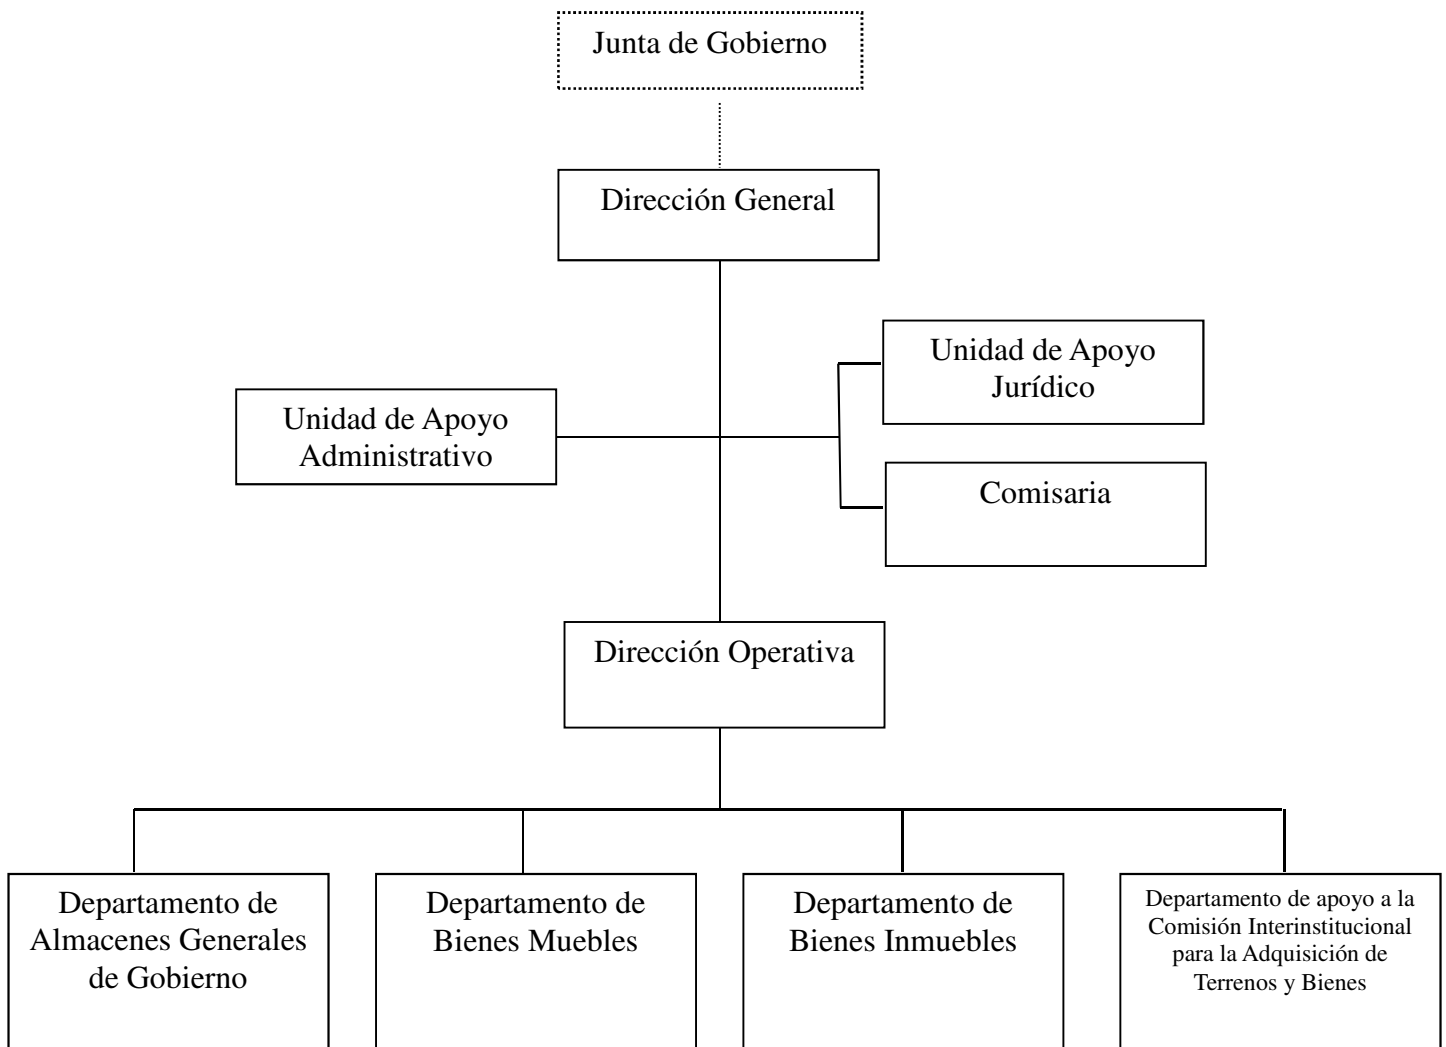 Junta de Gobierno
Dirección General
Unidad de Apoyo
Jurídico
Unidad de Apoyo
Administrativo
Comisaria
Dirección Operativa
Departamento de
Almacenes Generales
de Gobierno
Departamento de
Bienes Muebles
Departamento de
Bienes Inmuebles
Departamento de apoyo a la
Comisión Interinstitucional
para la Adquisición de
Terrenos y Bienes